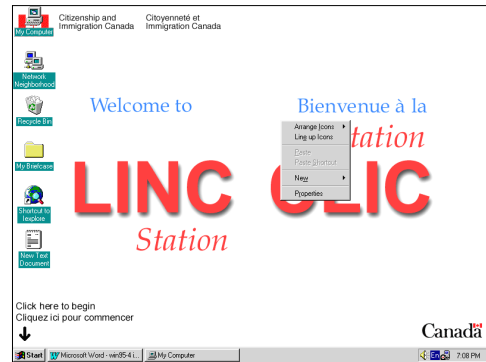 My Computer
Citizenship and
Immigration Canada
Citoyenneté et
Immigration Canada
Network
Neighborhood
Recycle Bin
My Briefcase
Shortcut to
Iexplore
New Text
Document
Welcome to
LINC
Station
Bienvenue à la
tation
CLIC
Arrange Icons
Line up Icons
Paste
Paste Shortcut
New
Properties
Click here to begin
Cliquez ici pour commencer
Canada
Start
Microsoft Word - win95-4 i...
My Computer
En
7:08 PM